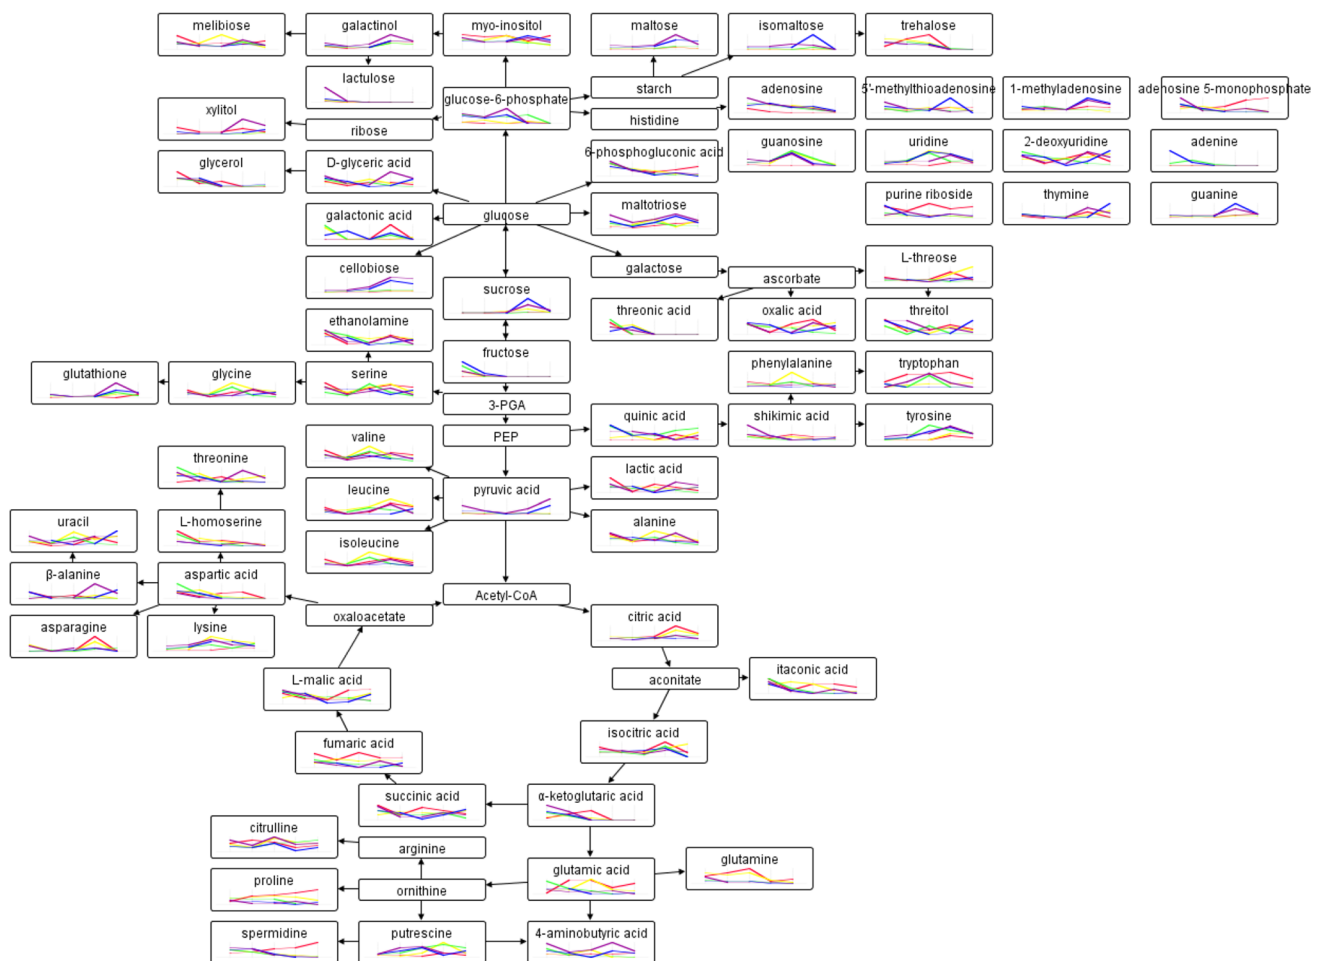 melibiose
galactinol
myo-inositol
maltose
isomaltose
trehalose
lactulose
starch
xylitol
glucose-6-phosphate
adenosine
5'-methylthioadenosine
1-methyladenosine
adenosine 5-monophosphate
ribose
histidine
glycerol
D-glyceric acid
6-phosphogluconic acid
guanosine
uridine
2-deoxyuridine
adenine
galactonic acid
glucose
maltotriose
purine riboside
thymine
guanine
cellobiose
galactose
ascorbate
L-threose
sucrose
threonic acid
oxalic acid
threitol
ethanolamine
fructose
phenylalanine
tryptophan
glutathione
glycine
serine
3-PGA
quinic acid
shikimic acid
tyrosine
PEP
valine
threonine
leucine
pyruvic acid
lactic acid
uracil
L-homoserine
isoleucine
alanine
β-alanine
aspartic acid
Acetyl-CoA
asparagine
lysine
oxaloacetate
citric acid
L-malic acid
aconitate
itaconic acid
fumaric acid
isocitric acid
succinic acid
α-ketoglutaric acid
citrulline
arginine
glutamic acid
glutamine
proline
ornithine
spermidine
putrescine
4-aminobutyric acid